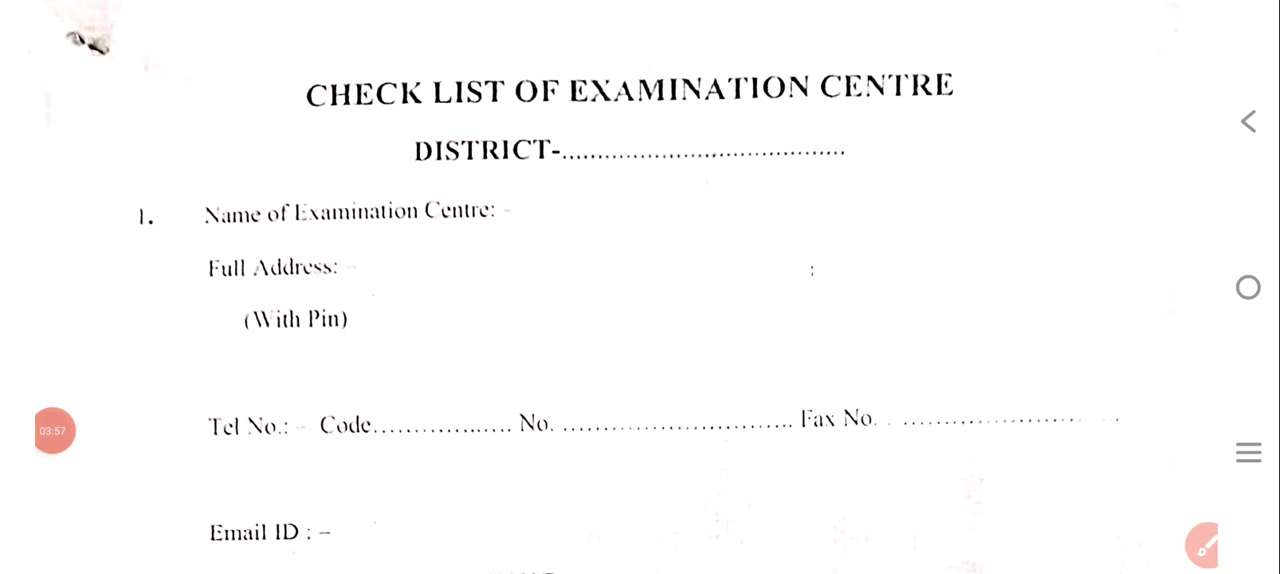 CHECK LIST OF EXAMINATION CENTRE
DISTRICT-........................................
1. Name of Examination Centre: –
Full Address: – :
(With Pin)
03:57
Tel No.: – Code.................. No. ............................ Fax No. . ..........................
Email ID : –